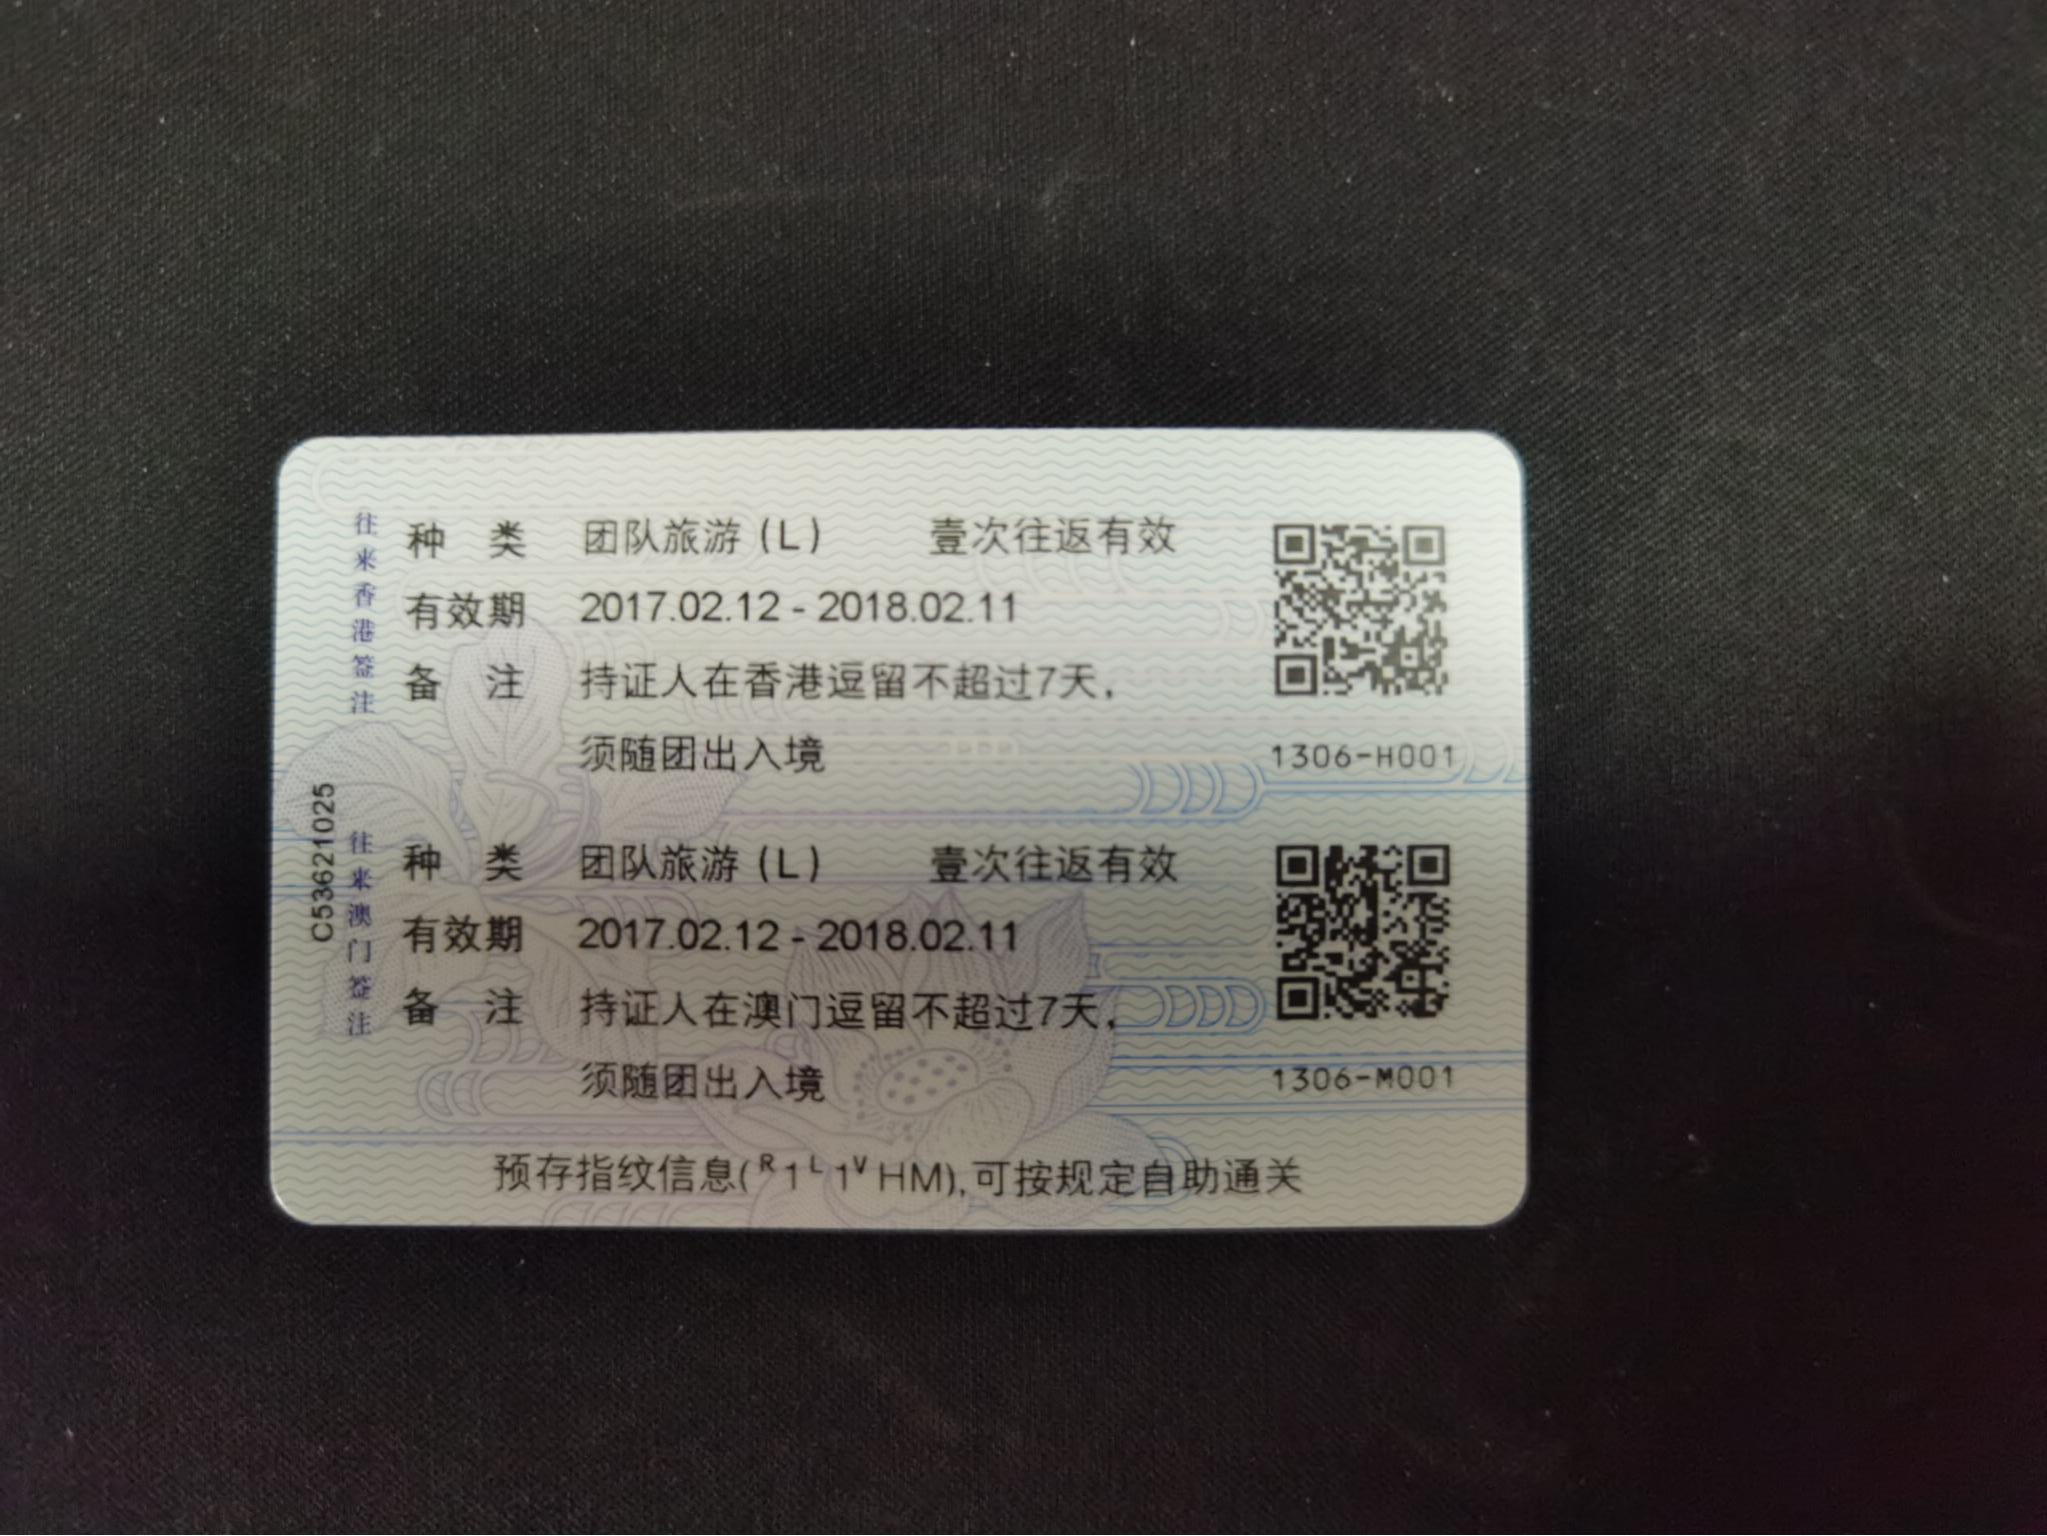 往来香港签注
种 类 团队旅游 (L) 壹次往返有效
有效期 2017.02.12 - 2018.02.11
备 注 持证人在香港逗留不超过7天，
须随团出入境
1306-H001
C53621025
往来澳门签注
种 类 团队旅游 (L) 壹次往返有效
有效期 2017.02.12 - 2018.02.11
备 注 持证人在澳门逗留不超过7天，
须随团出入境
1306-M001
预存指纹信息(R1L1VHM),可按规定自助通关